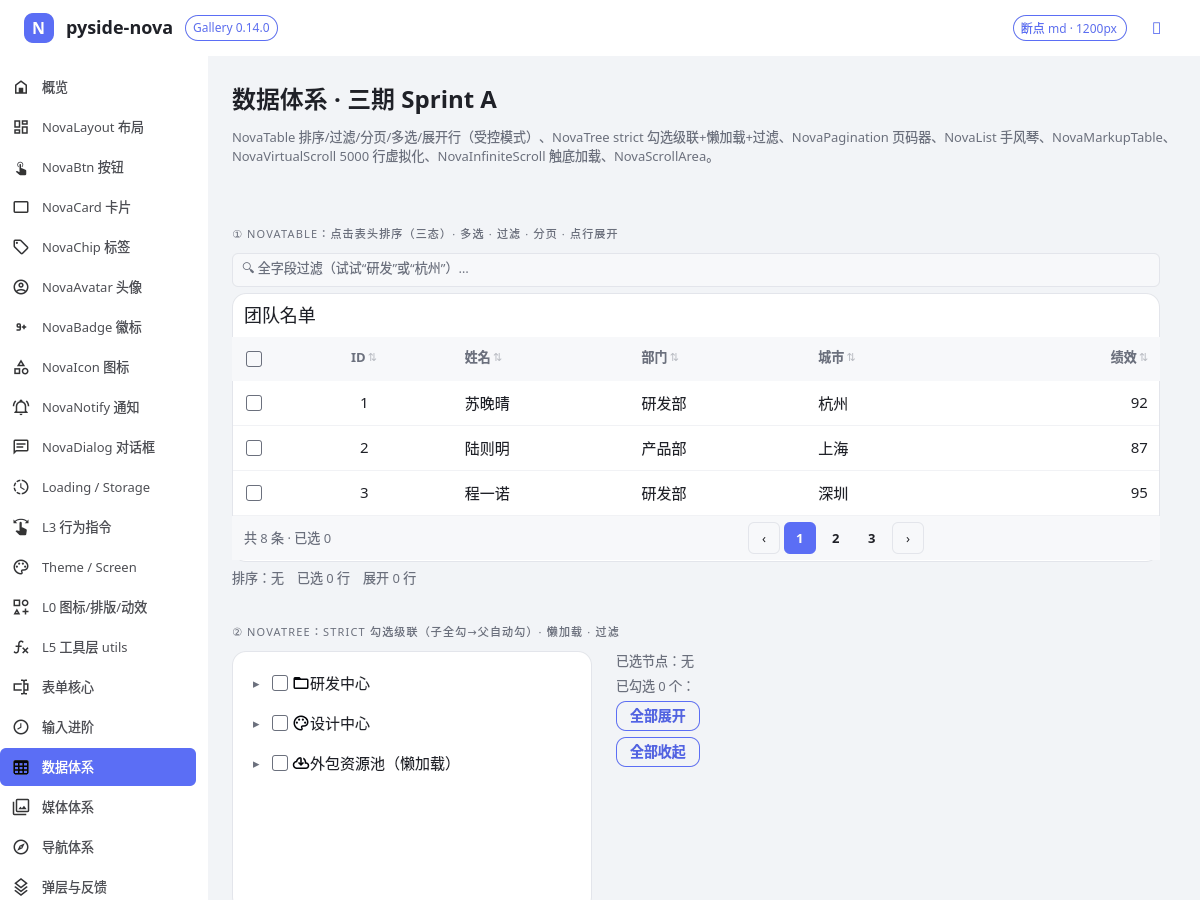 N pyside-nova Gallery 0.14.0 断点 md · 1200px
概览
NovaLayout 布局
NovaBtn 按钮
NovaCard 卡片
NovaChip 标签
NovaAvatar 头像
9+ NovaBadge 徽标
NovaIcon 图标
NovaNotify 通知
NovaDialog 对话框
Loading / Storage
L3 行为指令
Theme / Screen
L0 图标/排版/动效
L5 工具层 utils
表单核心
输入进阶
数据体系
媒体体系
导航体系
弹层与反馈
数据体系 · 三期 Sprint A
NovaTable 排序/过滤/分页/多选/展开行（受控模式）、NovaTree strict 勾选级联+懒加载+过滤、NovaPagination 页码器、NovaList 手风琴、NovaMarkupTable、
NovaVirtualScroll 5000 行虚拟化、NovaInfiniteScroll 触底加载、NovaScrollArea。
① NOVATABLE：点击表头排序（三态）· 多选 · 过滤 · 分页 · 点行展开
🔍 全字段过滤（试试“研发”或“杭州”）…
团队名单
ID ⇅ 姓名 ⇅ 部门 ⇅ 城市 ⇅ 绩效 ⇅
1 苏晚晴 研发部 杭州 92
2 陆则明 产品部 上海 87
3 程一诺 研发部 深圳 95
共 8 条 · 已选 0 ‹ 1 2 3 ›
排序：无 已选 0 行 展开 0 行
② NOVATREE：STRICT 勾选级联（子全勾→父自动勾）· 懒加载 · 过滤
▸ 研发中心
▸ 设计中心
▸ 外包资源池（懒加载）
已选节点：无
已勾选 0 个：
全部展开
全部收起